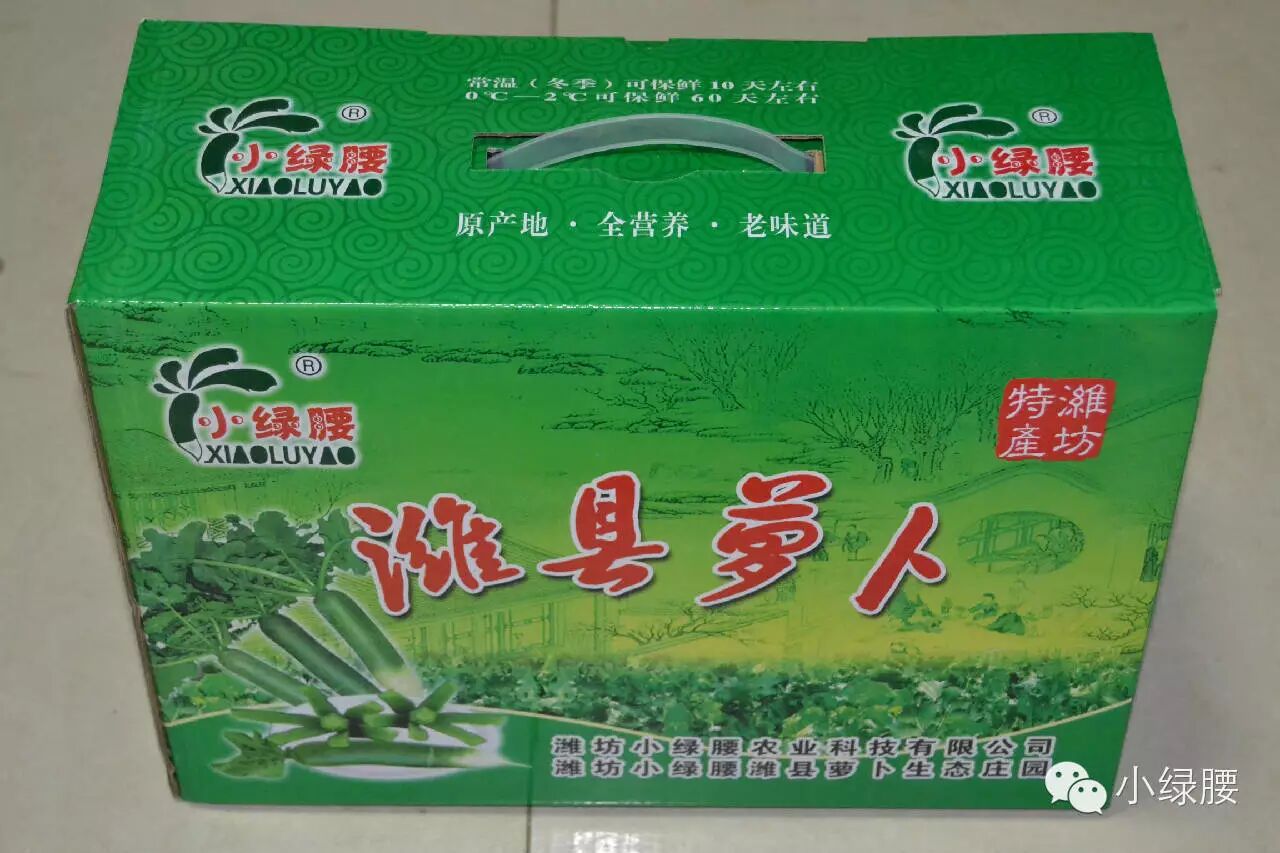 常温（冬季）可保鲜10天左右
0℃—2℃可保鲜60天左右
®
小绿腰
XIAOLUYAO
®
小绿腰
XIAOLUYAO
原产地·全营养·老味道
®
小绿腰
XIAOLUYAO
潍坊
特產
潍县萝卜
潍坊小绿腰农业科技有限公司
潍坊小绿腰潍县萝卜生态庄园
小绿腰